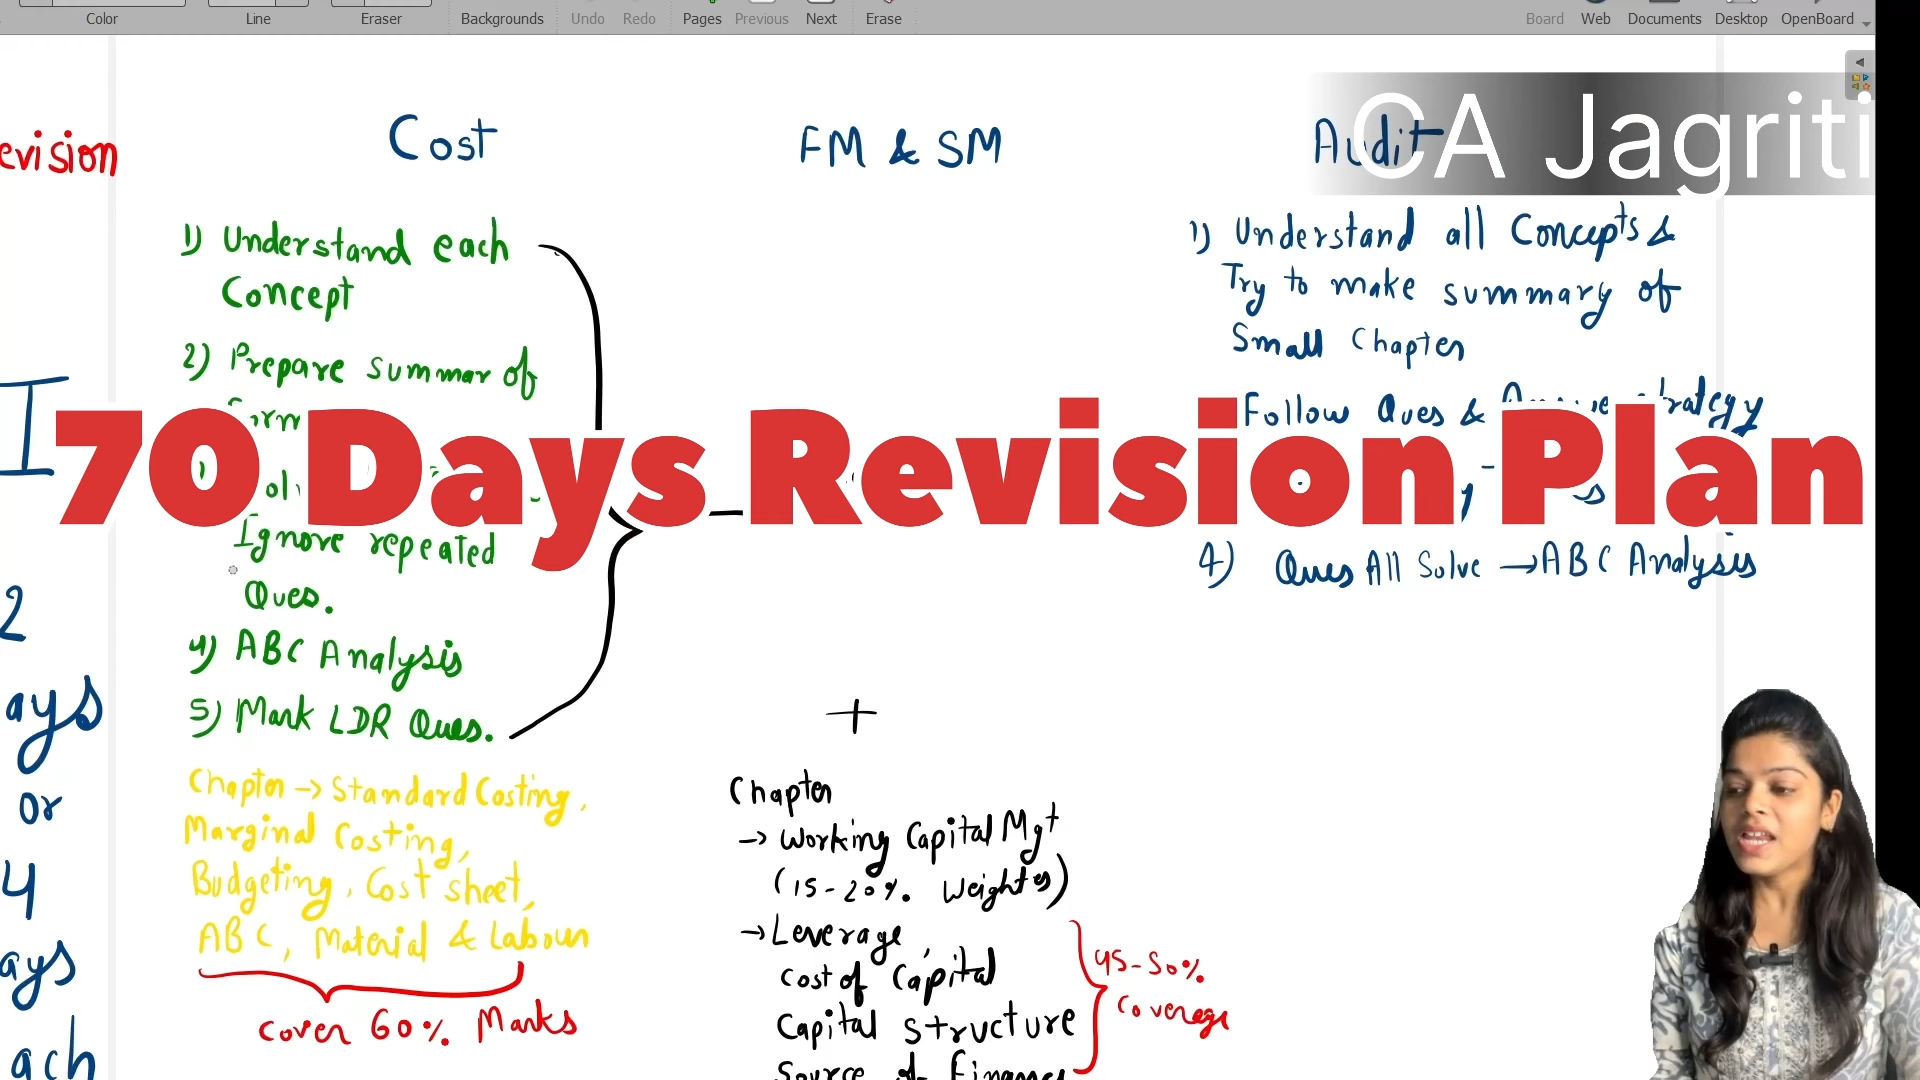 Color
Line
Eraser
Backgrounds
Undo
Redo
Pages
Previous
Next
Erase
Board
Web
Documents
Desktop
OpenBoard
CA Jagriti
evision
Cost
FM & SM
Audit
1) Understand each
Concept
2) Prepare summar of
70 Days Revision Plan
Ignore repeated
Ques.
4) ABC Analysis
5) Mark LDR Ques.
Chapter → Standard Costing,
Marginal Costing,
Budgeting, Cost sheet,
ABC, Material & Labour
cover 60% Marks
+
Chapter
→ Working Capital Mgt
(15-20% Weights)
→ Leverage,
cost of Capital
Capital structure
Source of Finance
45-50%
Coverage
1) Understand all Concepts &
Try to make summary of
Small Chapter
Follow Ques &
4) Ques All Solve → ABC Analysis
I
2
ays
or
4
ays
ach